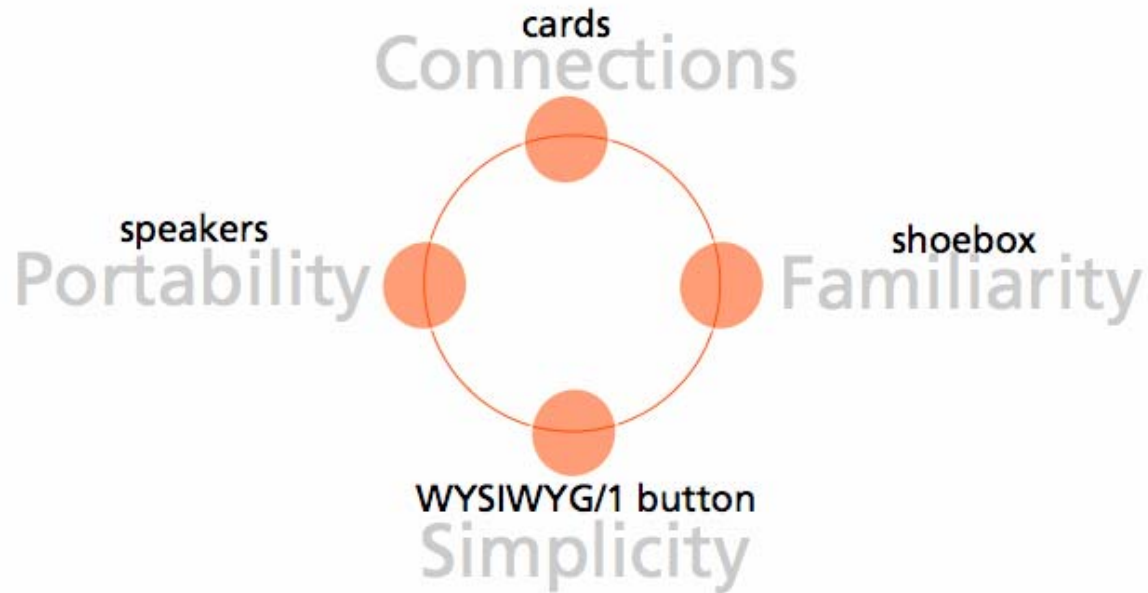 cards
Connections
speakers
Portability
shoebox
Familiarity
WYSIWYG/1 button
Simplicity